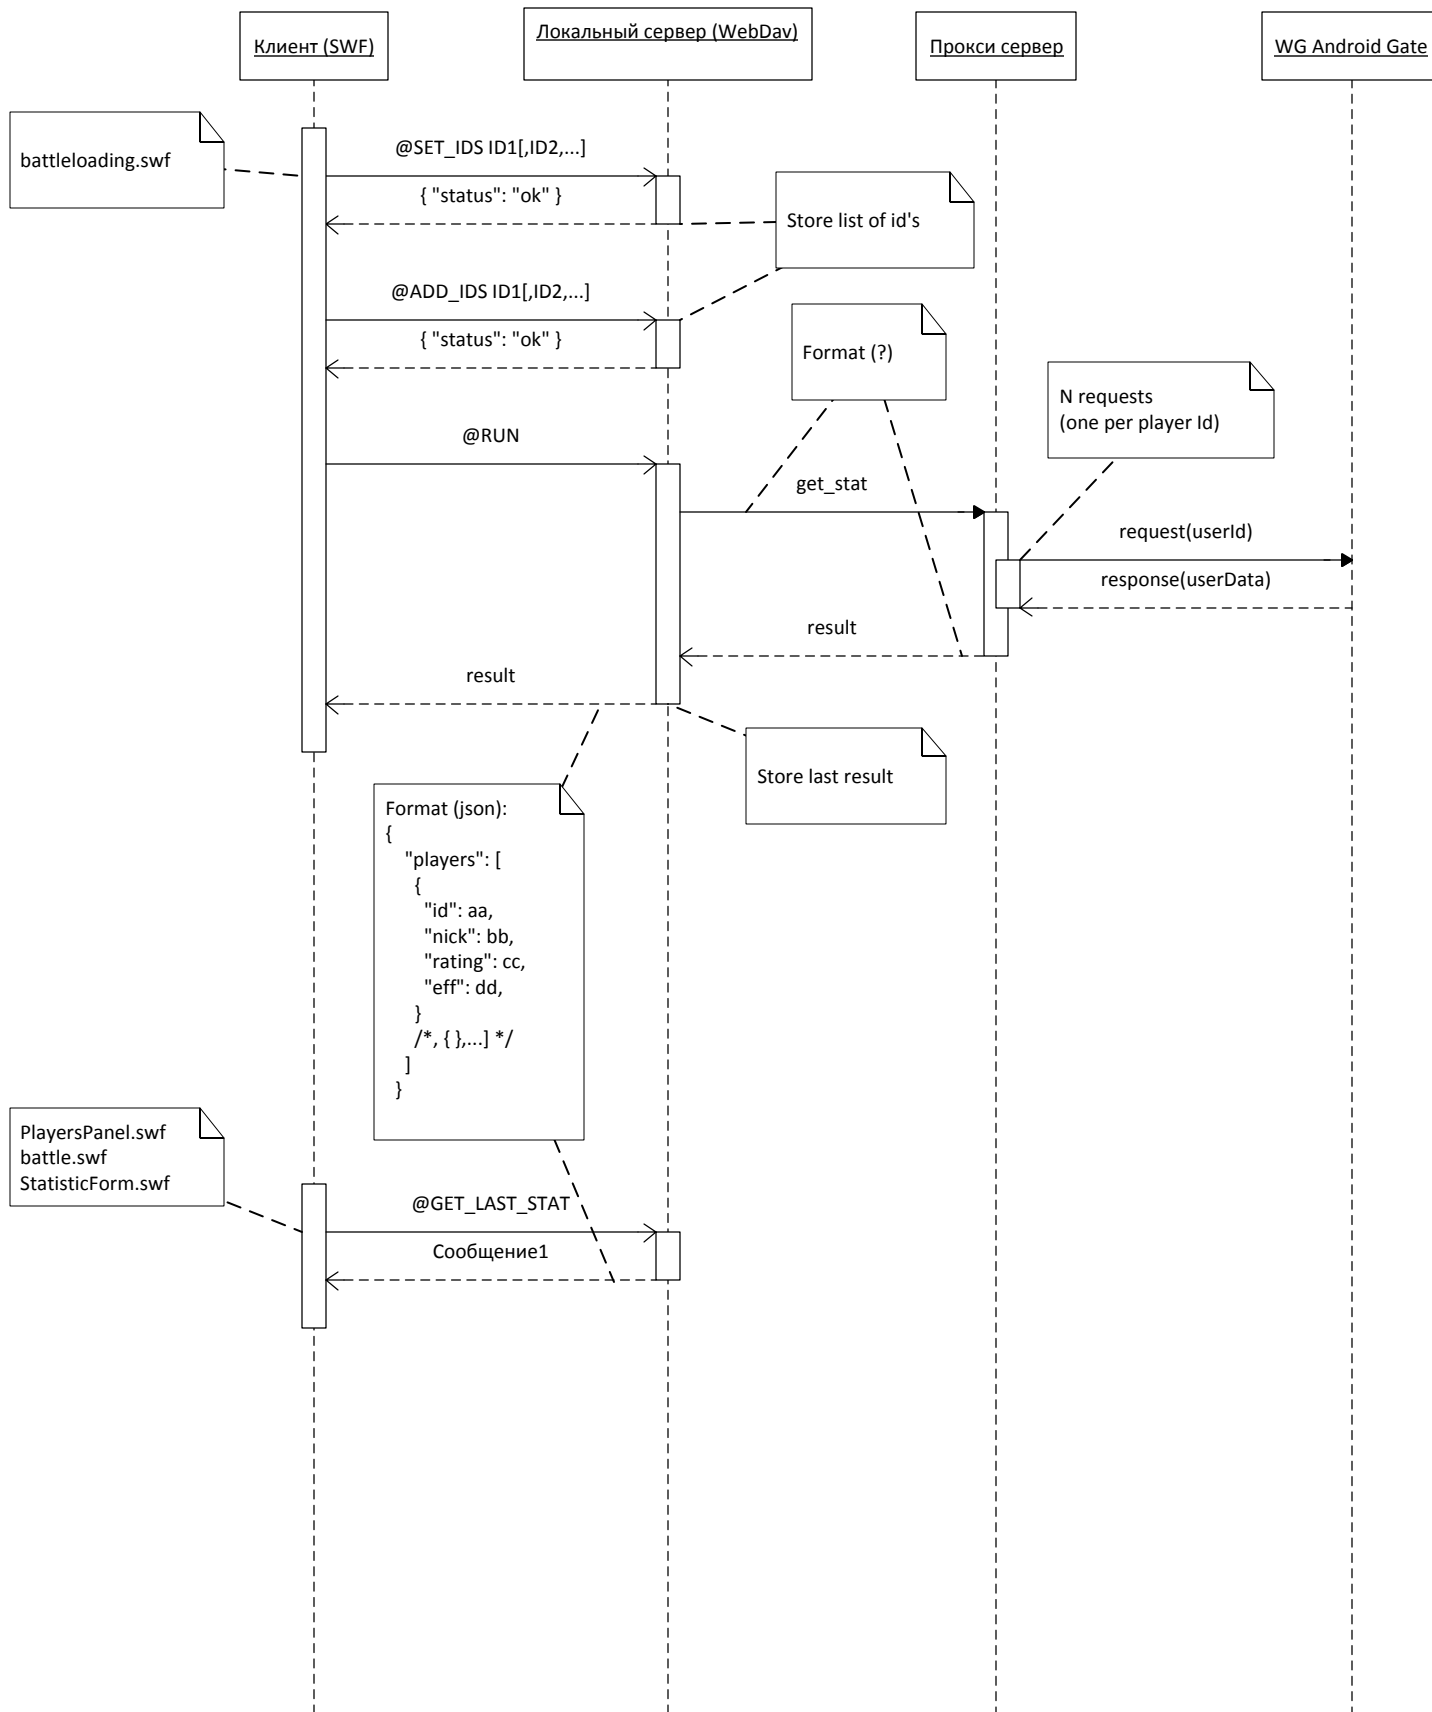 Клиент (SWF)
Локальный сервер (WebDav)
Прокси сервер
WG Android Gate
battleloading.swf
@SET_IDS ID1[,ID2,...]
{ "status": "ok" }
Store list of id's
@ADD_IDS ID1[,ID2,...]
{ "status": "ok" }
Format (?)
N requests
(one per player Id)
@RUN
get_stat
request(userId)
response(userData)
result
result
Store last result
Format (json):
{
"players": [
{
"id": aa,
"nick": bb,
"rating": cc,
"eff": dd,
}
/*, { },...] */
]
}
PlayersPanel.swf
battle.swf
StatisticForm.swf
@GET_LAST_STAT
Сообщение1